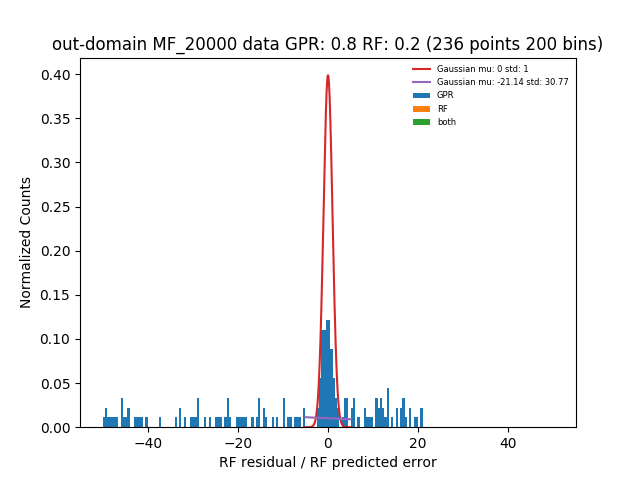 out-domain MF_20000 data GPR: 0.8 RF: 0.2 (236 points 200 bins)
Gaussian mu: 0 std: 1
Gaussian mu: -21.14 std: 30.77
GPR
RF
both
Normalized Counts
0.40
0.35
0.30
0.25
0.20
0.15
0.10
0.05
0.00
−40
−20
0
20
40
RF residual / RF predicted error